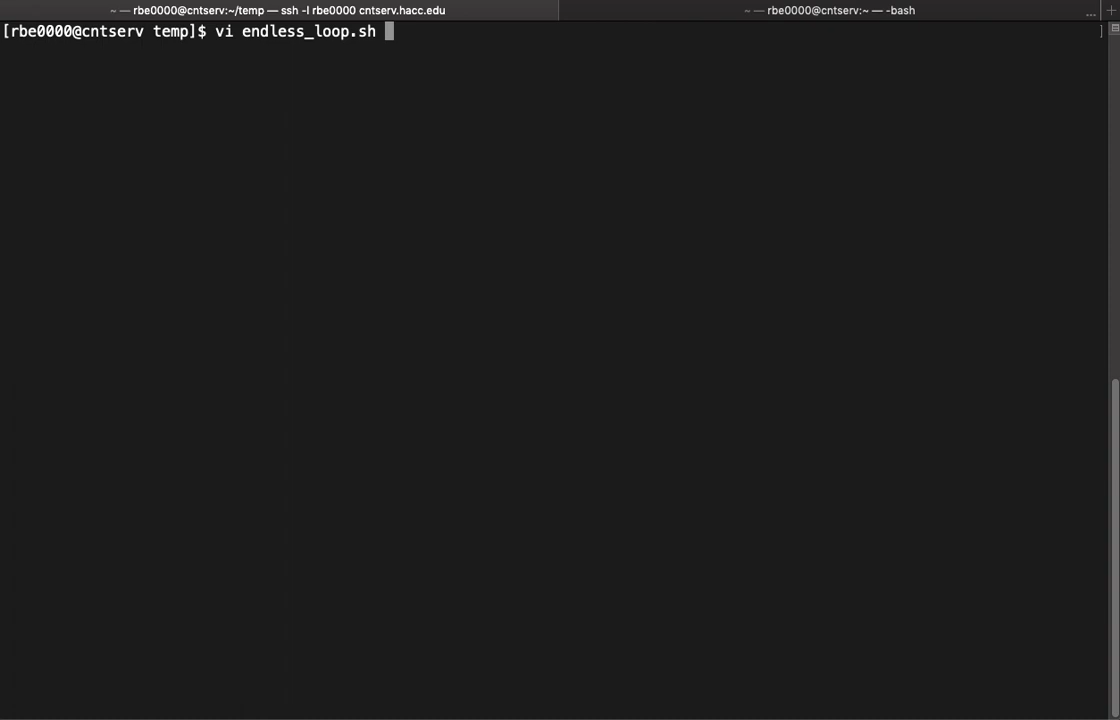 ~ — rbe0000@cntserv:~/temp — ssh -l rbe0000 cntserv.hacc.edu
~ — rbe0000@cntserv:~ — -bash
... +
[rbe0000@cntserv temp]$ vi endless_loop.sh ]